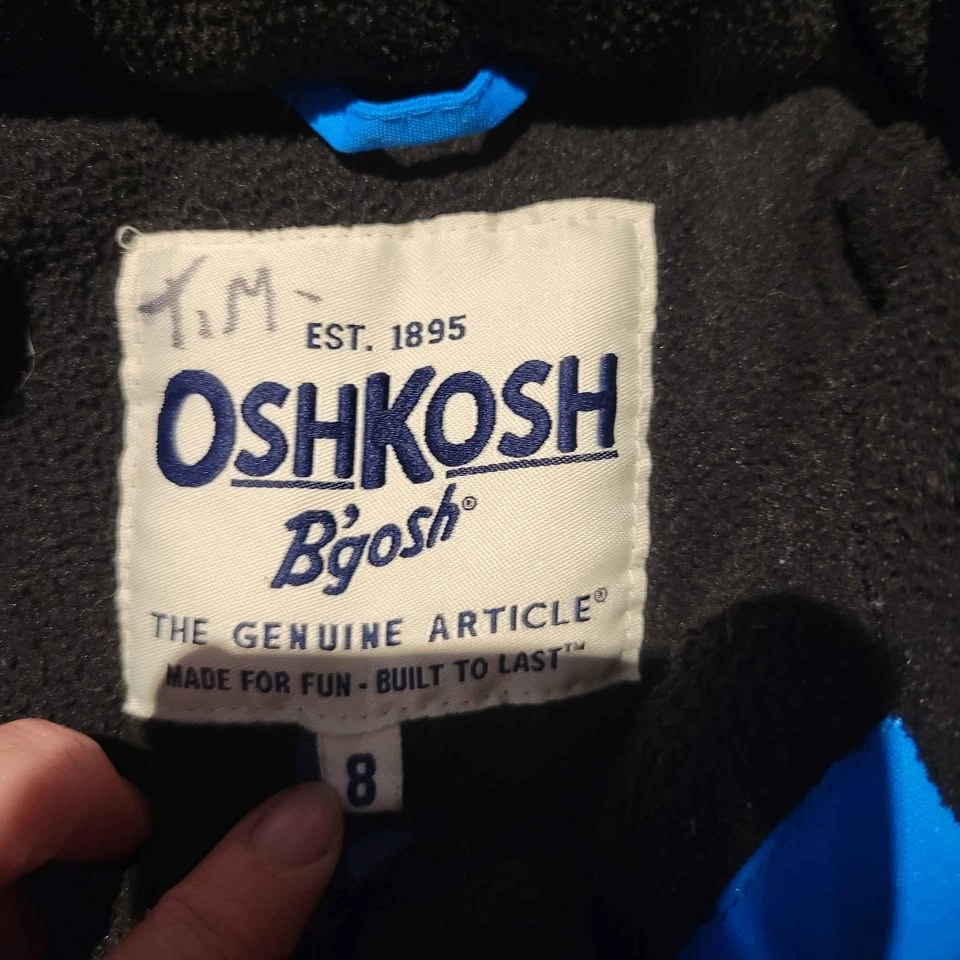 TiM-
EST. 1895
OSHKOSH
B'gosh®
THE GENUINE ARTICLE®
MADE FOR FUN - BUILT TO LAST™
8